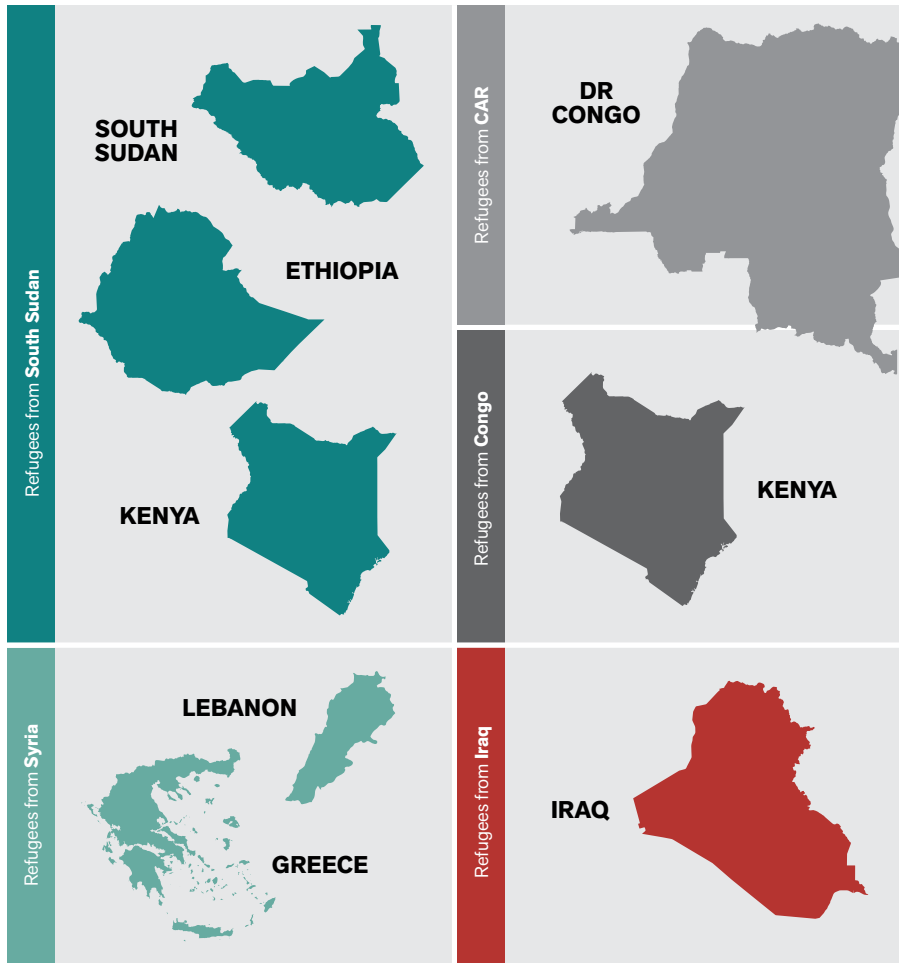 Refugees from South Sudan
SOUTH
SUDAN
ETHIOPIA
KENYA
Refugees from CAR
DR
CONGO
Refugees from Congo
KENYA
Refugees from Syria
LEBANON
GREECE
Refugees from Iraq
IRAQ